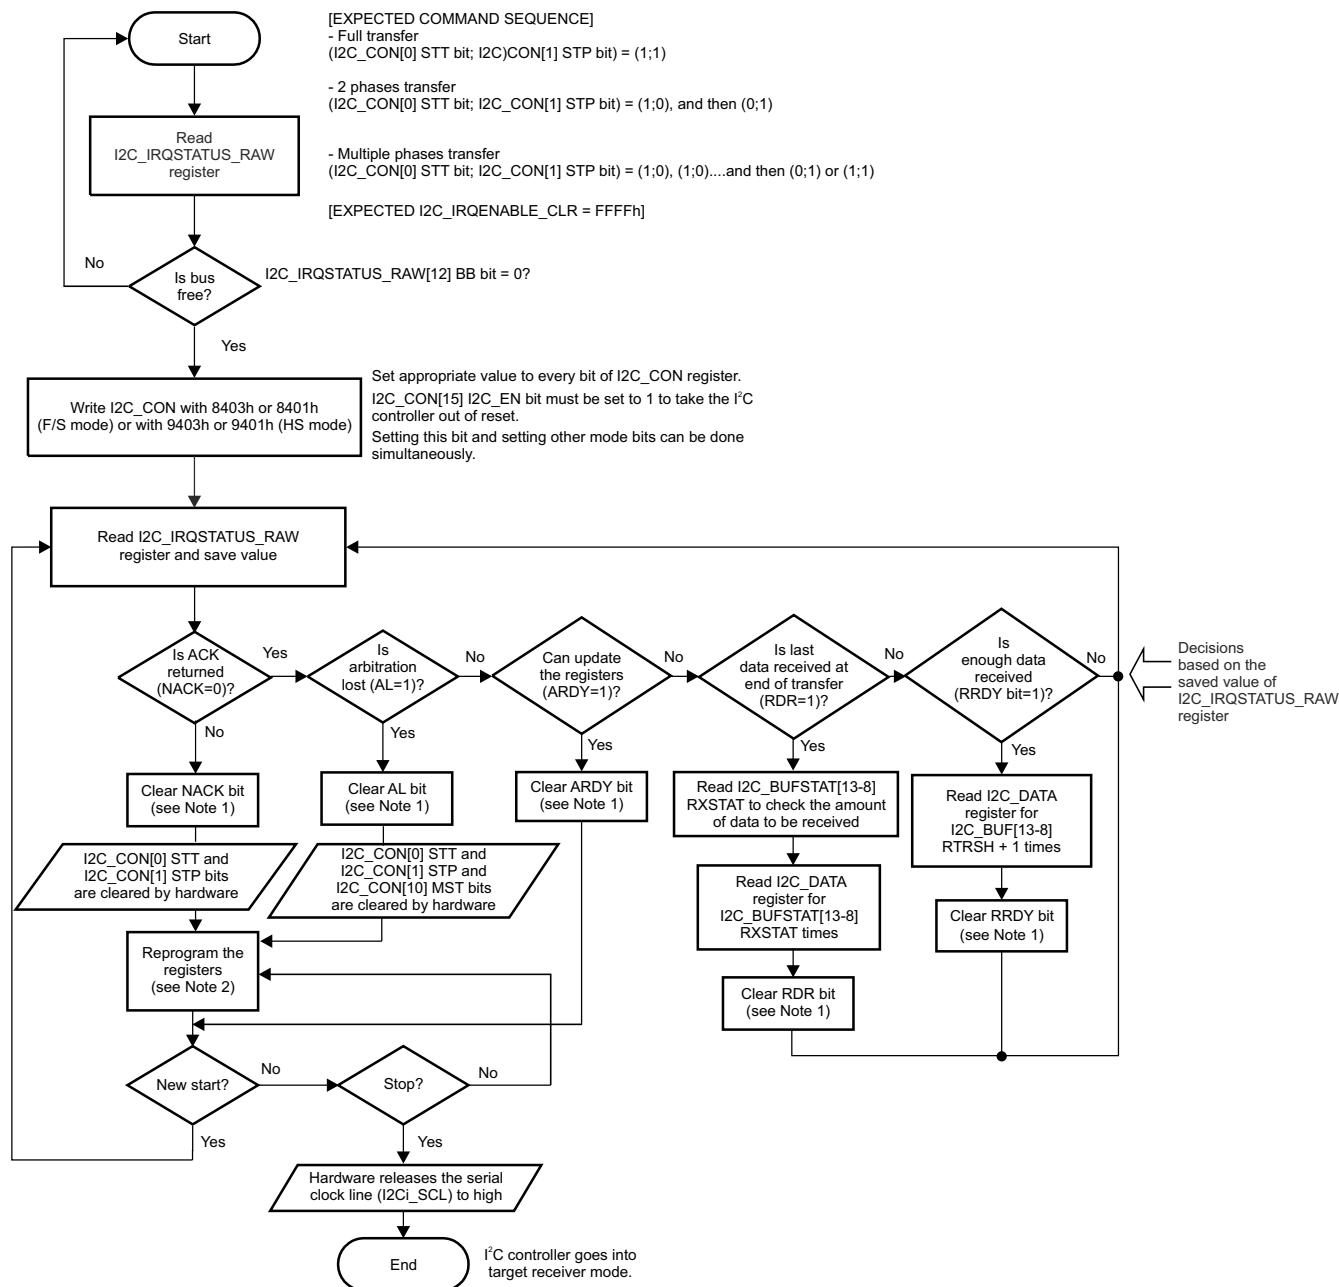 Start
[EXPECTED COMMAND SEQUENCE]
- Full transfer
(I2C_CON[0] STT bit; I2C)CON[1] STP bit) = (1;1)
- 2 phases transfer
(I2C_CON[0] STT bit; I2C_CON[1] STP bit) = (1;0), and then (0;1)
- Multiple phases transfer
(I2C_CON[0] STT bit; I2C_CON[1] STP bit) = (1;0), (1;0)....and then (0;1) or (1;1)
[EXPECTED I2C_IRQENABLE_CLR = FFFFh]
Read
I2C_IRQSTATUS_RAW
register
No
Is bus
free?
I2C_IRQSTATUS_RAW[12] BB bit = 0?
Yes
Write I2C_CON with 8403h or 8401h
(F/S mode) or with 9403h or 9401h (HS mode)
Set appropriate value to every bit of I2C_CON register.
I2C_CON[15] I2C_EN bit must be set to 1 to take the I²C
controller out of reset.
Setting this bit and setting other mode bits can be done
simultaneously.
Read I2C_IRQSTATUS_RAW
register and save value
Is ACK
returned
(NACK=0)?
Yes
No
Is
arbitration
lost (AL=1)?
No
Yes
Can update
the registers
(ARDY=1)?
No
Yes
Is last
data received at
end of transfer
(RDR=1)?
No
Yes
Is
enough data
received
(RRDY bit=1)?
No
Yes
Decisions
based on the
saved value of
I2C_IRQSTATUS_RAW
register
Clear NACK bit
(see Note 1)
Clear AL bit
(see Note 1)
Clear ARDY bit
(see Note 1)
Read I2C_BUFSTAT[13-8]
RXSTAT to check the amount
of data to be received
Read I2C_DATA
register for
I2C_BUF[13-8]
RTRSH + 1 times
I2C_CON[0] STT and
I2C_CON[1] STP bits
are cleared by hardware
I2C_CON[0] STT and
I2C_CON[1] STP and
I2C_CON[10] MST bits
are cleared by hardware
Read I2C_DATA
register for
I2C_BUFSTAT[13-8]
RXSTAT times
Clear RRDY bit
(see Note 1)
Reprogram the
registers
(see Note 2)
Clear RDR bit
(see Note 1)
New start?
No
Yes
Stop?
No
Yes
Hardware releases the serial
clock line (I2Ci_SCL) to high
End
I²C controller goes into
target receiver mode.